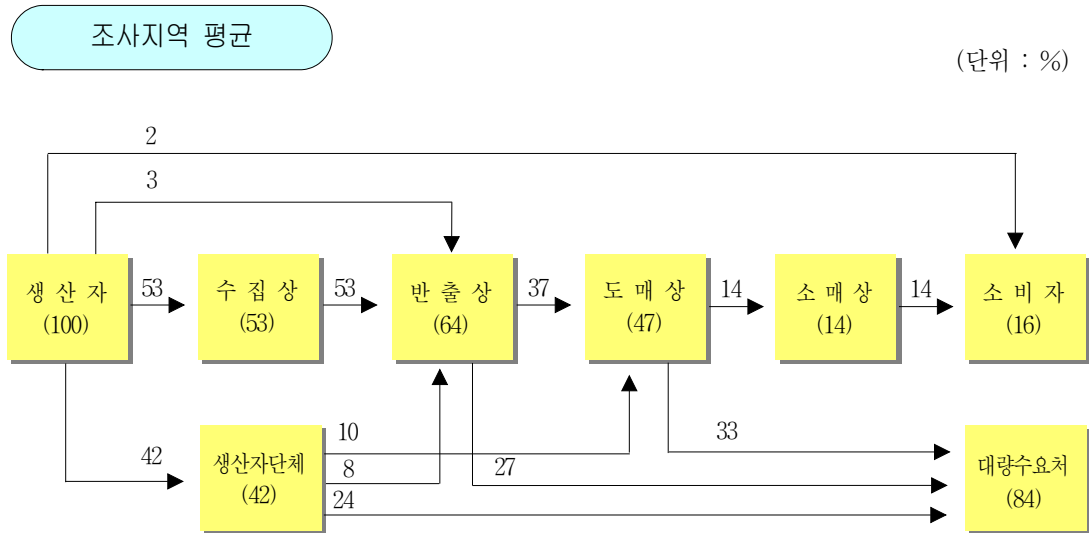 조사지역 평균
(단위 : %)
2
3
생 산 자
(100)
53
수 집 상
(53)
53
반 출 상
(64)
37
도 매 상
(47)
14
소 매 상
(14)
14
소 비 자
(16)
42
생산자단체
(42)
10
8
24
27
33
대량수요처
(84)